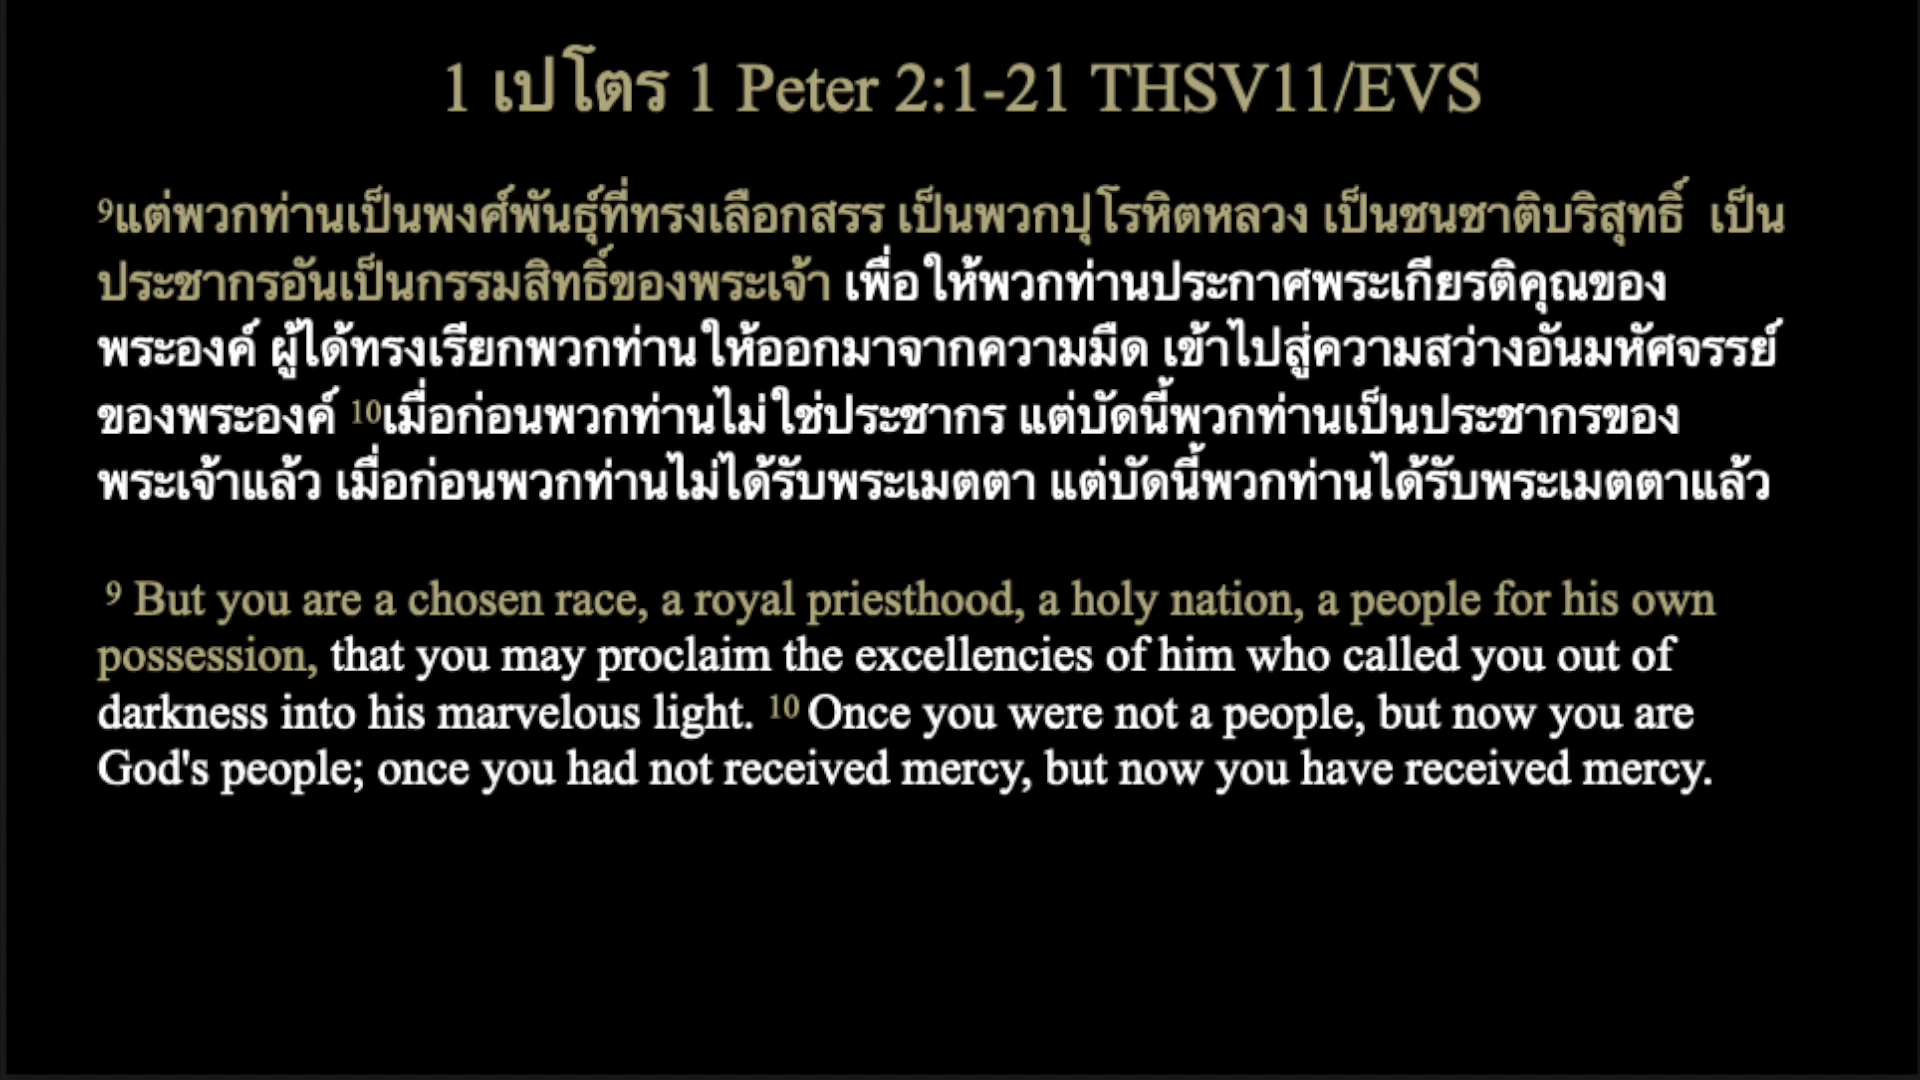 1 เปโตร 1 Peter 2:1-21 THSV11/EVS
9แต่พวกท่านเป็นพงศ์พันธุ์ที่ทรงเลือกสรร เป็นพวกปุโรหิตหลวง เป็นชนชาติบริสุทธิ์ เป็น
ประชากรอันเป็นกรรมสิทธิ์ของพระเจ้า เพื่อให้พวกท่านประกาศพระเกียรติคุณของ
พระองค์ ผู้ได้ทรงเรียกพวกท่านให้ออกมาจากความมืด เข้าไปสู่ความสว่างอันมหัศจรรย์
ของพระองค์ 10เมื่อก่อนพวกท่านไม่ใช่ประชากร แต่บัดนี้พวกท่านเป็นประชากรของ
พระเจ้าแล้ว เมื่อก่อนพวกท่านไม่ได้รับพระเมตตา แต่บัดนี้พวกท่านได้รับพระเมตตาแล้ว
9 But you are a chosen race, a royal priesthood, a holy nation, a people for his own
possession, that you may proclaim the excellencies of him who called you out of
darkness into his marvelous light. 10 Once you were not a people, but now you are
God's people; once you had not received mercy, but now you have received mercy.